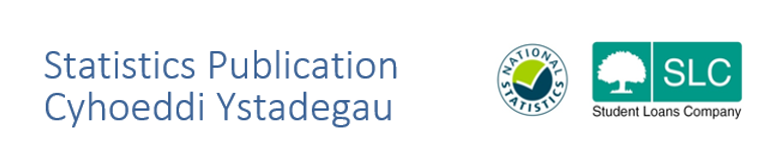 Statistics Publication
Cyhoeddi Ystadegau
NATIONAL STATISTICS
SLC
Student Loans Company